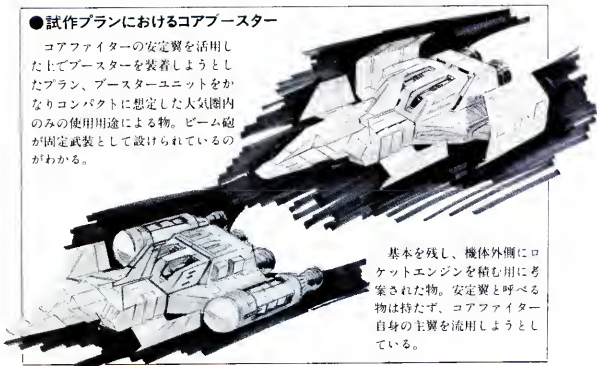 ●試作プランにおけるコアブースター
コアファイターの安定翼を活用し
た上でブースターを装着しようとし
たプラン、ブースターユニットをか
なりコンパクトに想定した大気圏内
のみの使用用途による物。ビーム砲
が固定武装として設けられているの
がわかる。
基本を残し、機体外側にロ
ケットエンジンを積む用に考
案された物。安定翼と呼べる
物は持たず、コアファイター
自身の主翼を流用しようとし
ている。